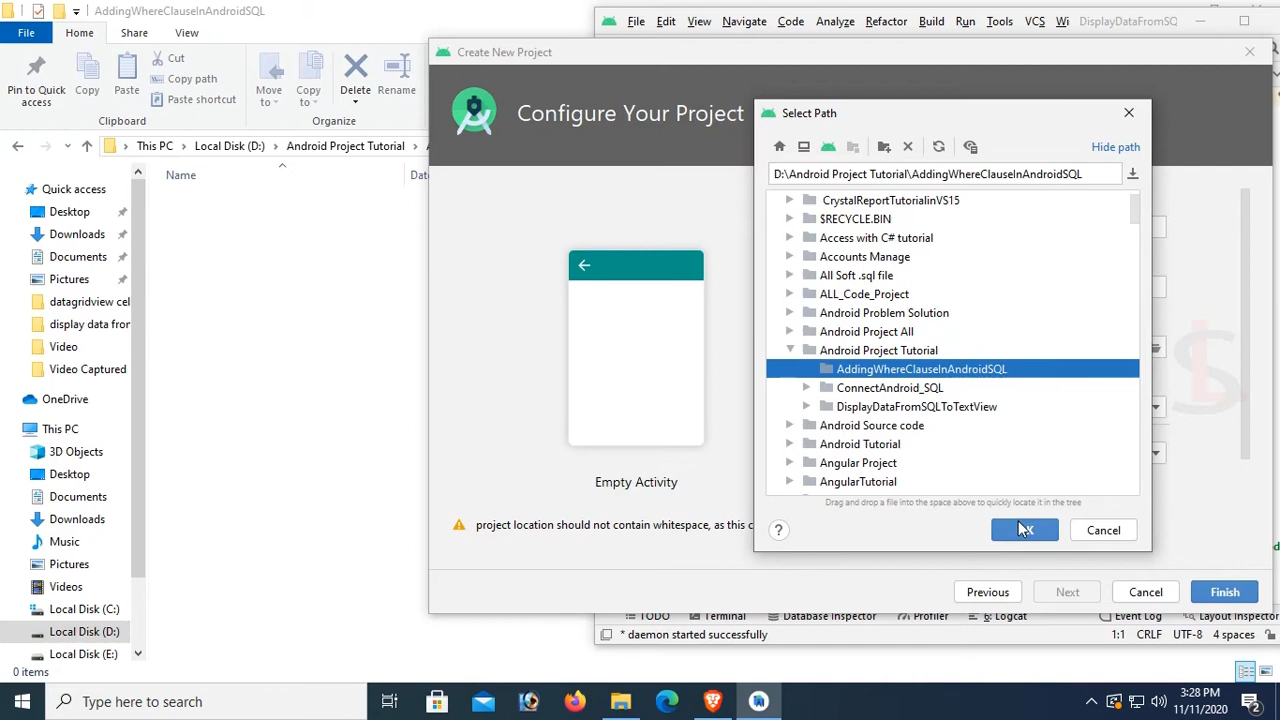 AddingWhereClauseInAndroidSQL
File
Home
Share
View
Pin to Quick access
Copy
Paste
Cut
Copy path
Paste shortcut
Move to
Copy to
Delete
Rename
Clipboard
Organize
This PC
Local Disk (D:)
Android Project Tutorial
Name
Quick access
Desktop
Downloads
Documents
Pictures
datagridview cel
display data fron
Video
Video Captured
OneDrive
This PC
3D Objects
Desktop
Documents
Downloads
Music
Pictures
Videos
Local Disk (C:)
Local Disk (D:)
Local Disk (E:)
0 items
File Edit View Navigate Code Analyze Refactor Build Run Tools VCS Wi DisplayDataFromSQ
Create New Project
Configure Your Project
Empty Activity
project location should not contain whitespace, as this c
Select Path
Hide path
D:\Android Project Tutorial\AddingWhereClauseInAndroidSQL
CrystalReportTutorialinVS15
$RECYCLE.BIN
Access with C# tutorial
Accounts Manage
All Soft .sql file
ALL_Code_Project
Android Problem Solution
Android Project All
Android Project Tutorial
AddingWhereClauseInAndroidSQL
ConnectAndroid_SQL
DisplayDataFromSQLToTextView
Android Source code
Android Tutorial
Angular Project
AngularTutorial
Drag and drop a file into the space above to quickly locate it in the tree
?
Cancel
Previous
Next
Cancel
Finish
TODO Terminal Database Inspector Profiler 6: Logcat Event Log Layout Inspector
* daemon started successfully
1:1 CRLF UTF-8 4 spaces
Type here to search
3:28 PM
11/11/2020
2